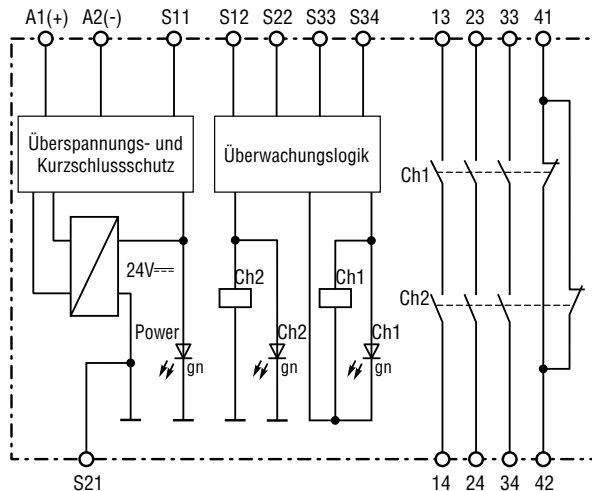 A1(+) A2(-) S11 S12 S22 S33 S34 13 23 33 41
Überspannungs- und
Kurzschlussschutz
Überwachungslogik
Ch1
24V
Ch2
Ch1
Ch2
Power
Ch2
Ch1
gn
gn
gn
S21
14 24 34 42